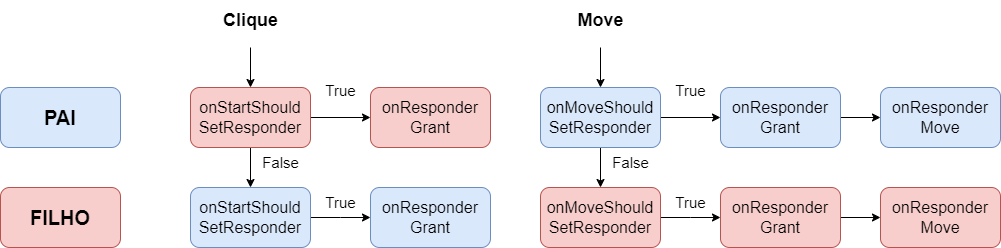 Clique
Move
PAI
onStartShould
SetResponder
True
onResponder
Grant
onMoveShould
SetResponder
True
onResponder
Grant
onResponder
Move
False
False
FILHO
onStartShould
SetResponder
True
onResponder
Grant
onMoveShould
SetResponder
True
onResponder
Grant
onResponder
Move